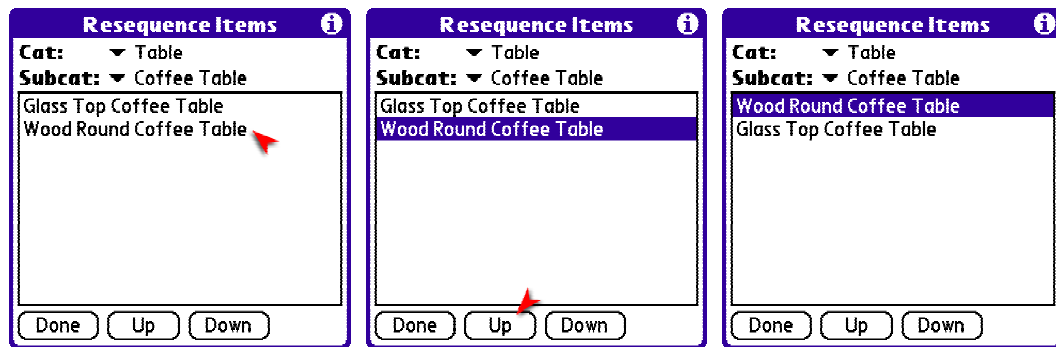 Resequence Items
Cat: Table
Subcat: Coffee Table
Glass Top Coffee Table
Wood Round Coffee Table
Done Up Down
Resequence Items
Cat: Table
Subcat: Coffee Table
Glass Top Coffee Table
Wood Round Coffee Table
Done Up Down
Resequence Items
Cat: Table
Subcat: Coffee Table
Wood Round Coffee Table
Glass Top Coffee Table
Done Up Down